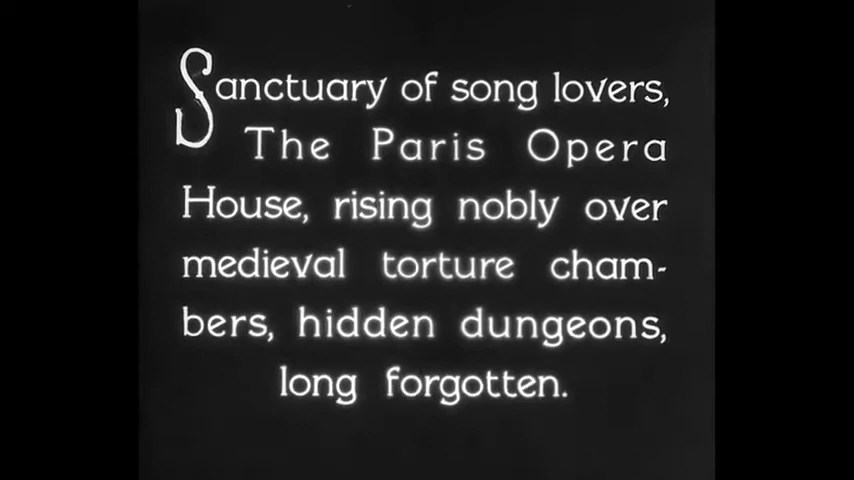 Sanctuary of song lovers,
The Paris Opera
House, rising nobly over
medieval torture cham-
bers, hidden dungeons,
long forgotten.